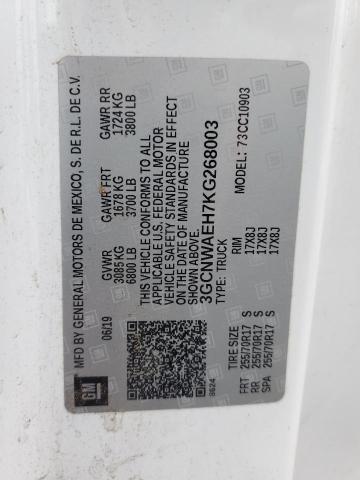 MFD BY GENERAL MOTORS DE MEXICO, S. DE R.L. DE C.V.
06/19 GVWR GAWR FRT GAWR RR
3085 KG 1678 KG 1724 KG
6800 LB 3700 LB 3800 LB
THIS VEHICLE CONFORMS TO ALL
APPLICABLE U.S. FEDERAL MOTOR
VEHICLE SAFETY STANDARDS IN EFFECT
ON THE DATE OF MANUFACTURE
SHOWN ABOVE.
3GCNWAEH7KG268003
TYPE: TRUCK MODEL: 73CC10903
8624
TIRE SIZE RIM
FRT 255/70R17 S 17X8J
RR 255/70R17 S 17X8J
SPA 255/70R17 S 17X8J
GM